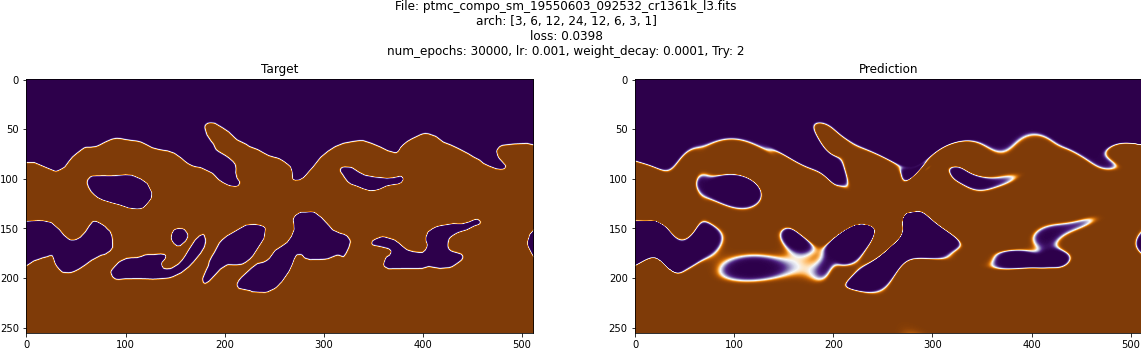 File: ptmc_compo_sm_19550603_092532_cr1361k_l3.fits
arch: [3, 6, 12, 24, 12, 6, 3, 1]
loss: 0.0398
num_epochs: 30000, lr: 0.001, weight_decay: 0.0001, Try: 2
Target
0
50
100
150
200
250
0 100 200 300 400 500
Prediction
0
50
100
150
200
250
0 100 200 300 400 500